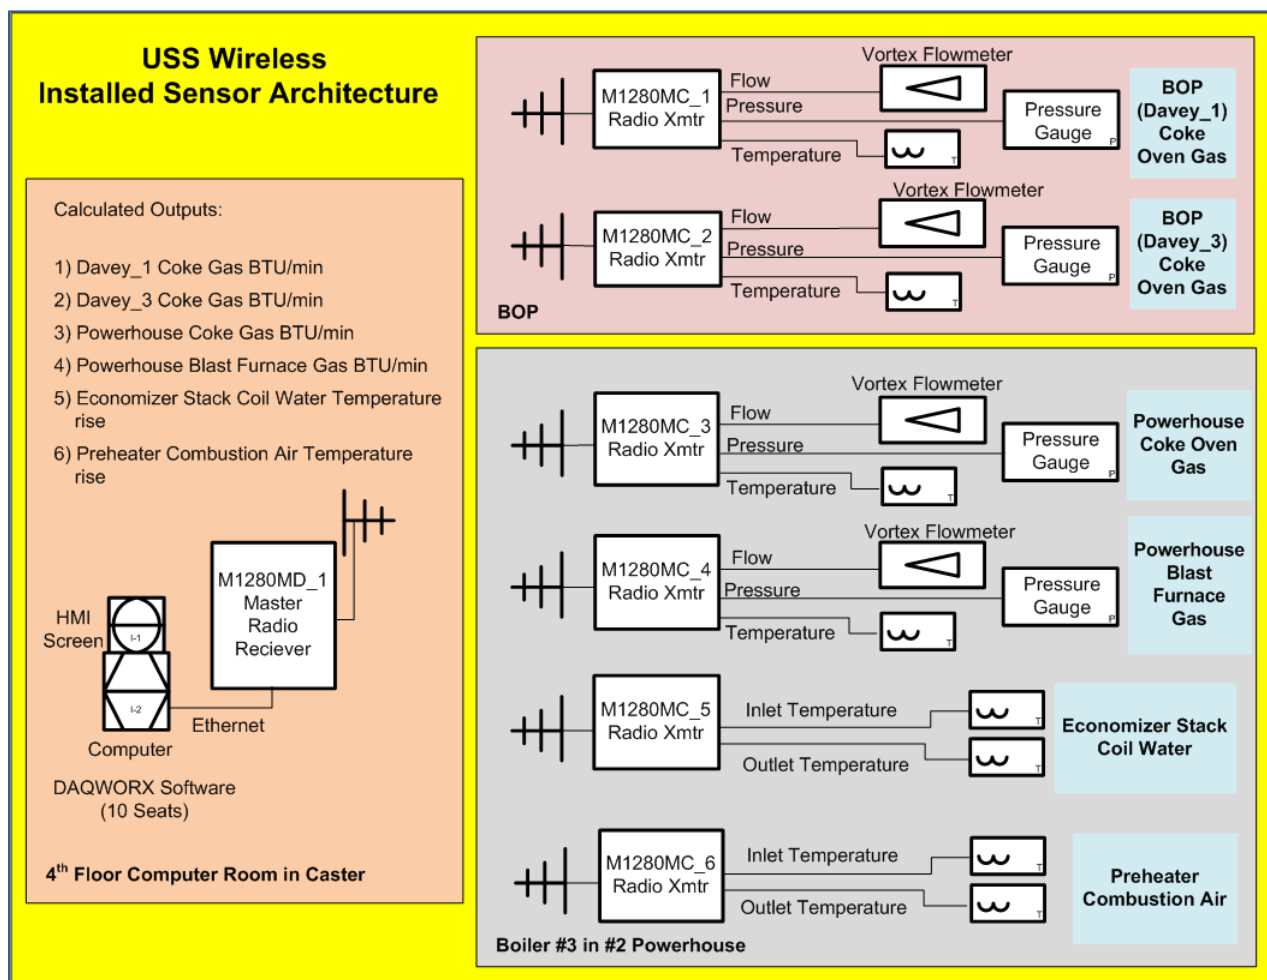 USS Wireless
Installed Sensor Architecture
Calculated Outputs:
1) Davey_1 Coke Gas BTU/min
2) Davey_3 Coke Gas BTU/min
3) Powerhouse Coke Gas BTU/min
4) Powerhouse Blast Furnace Gas BTU/min
5) Economizer Stack Coil Water Temperature
rise
6) Preheater Combustion Air Temperature
rise
M1280MD_1
Master
Radio
Reciever
HMI
Screen
I-1
I-2
Ethernet
Computer
DAQWORX Software
(10 Seats)
4th Floor Computer Room in Caster
M1280MC_1
Radio Xmtr
Flow
Pressure
Temperature
Vortex Flowmeter
T
Pressure
Gauge
P
BOP
(Davey_1)
Coke
Oven Gas
M1280MC_2
Radio Xmtr
Flow
Pressure
Temperature
Vortex Flowmeter
T
Pressure
Gauge
P
BOP
(Davey_3)
Coke
Oven Gas
BOP
M1280MC_3
Radio Xmtr
Flow
Pressure
Temperature
Vortex Flowmeter
T
Pressure
Gauge
P
Powerhouse
Coke Oven
Gas
M1280MC_4
Radio Xmtr
Flow
Pressure
Temperature
Vortex Flowmeter
T
Pressure
Gauge
P
Powerhouse
Blast
Furnace
Gas
M1280MC_5
Radio Xmtr
Inlet Temperature
T
Outlet Temperature
T
Economizer Stack
Coil Water
M1280MC_6
Radio Xmtr
Inlet Temperature
T
Outlet Temperature
T
Preheater
Combustion Air
Boiler #3 in #2 Powerhouse